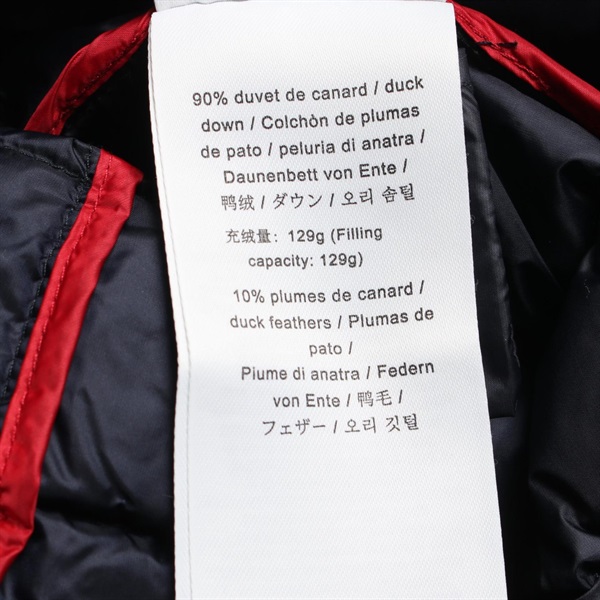 90% duvet de canard / duck
down / Colchòn de plumas
de pato / peluria di anatra /
Daunenbett von Ente /
鸭绒 / ダウン / 오리 솜털
充绒量：129g (Filling
capacity: 129g)
10% plumes de canard /
duck feathers / Plumas de
pato /
Piume di anatra / Federn
von Ente / 鸭毛 /
フェザー / 오리 깃털